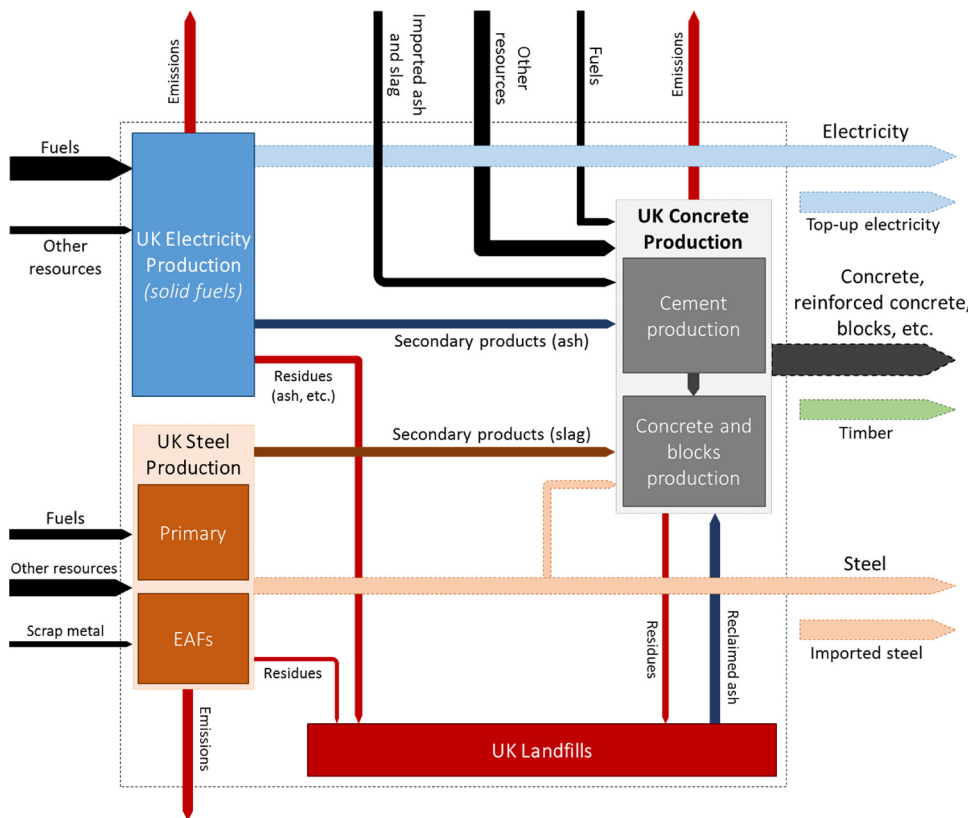 Emissions
Imported ash
and slag
Other
resources
Fuels
Emissions
Electricity
Fuels
Other
resources
UK Electricity
Production
(solid fuels)
UK Concrete
Production
Top-up electricity
Cement
production
Concrete,
reinforced concrete,
blocks, etc.
Secondary products (ash)
Residues
(ash, etc.)
Timber
UK Steel
Production
Secondary products (slag)
Concrete and
blocks
production
Fuels
Primary
Other resources
Steel
Scrap metal
EAFs
Residues
Residues
Reclaimed ash
Imported steel
Emissions
UK Landfills